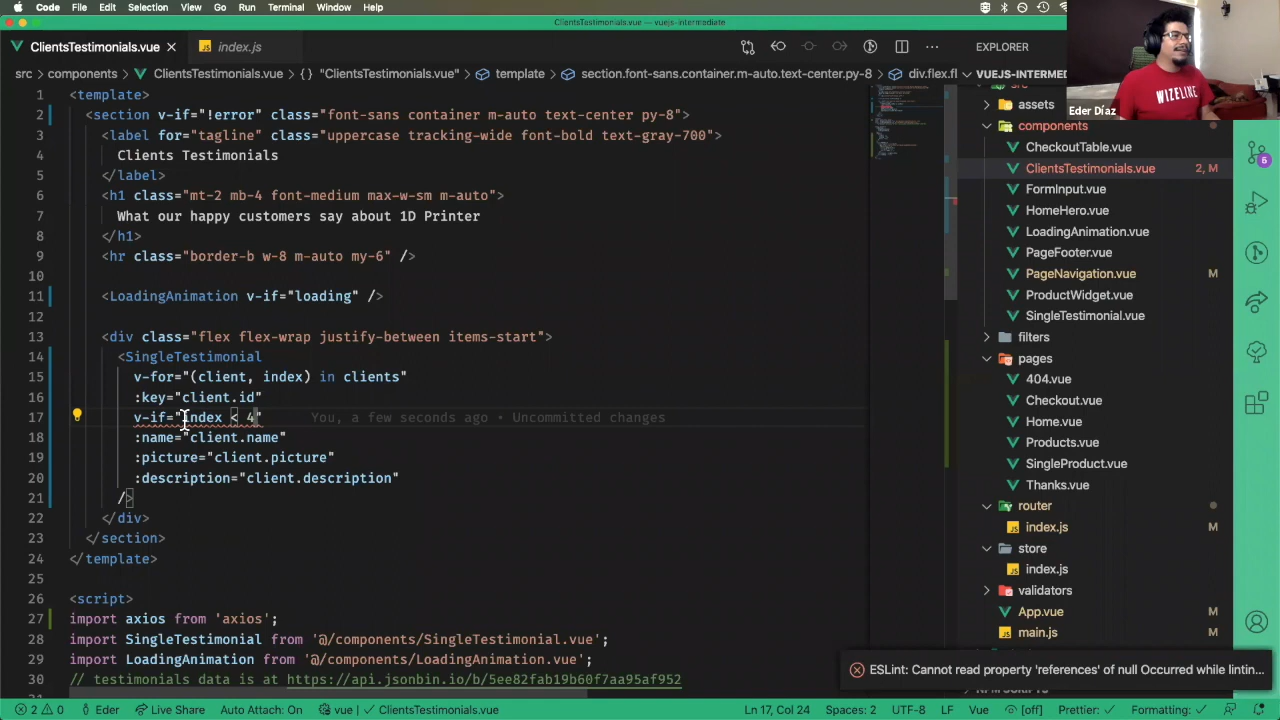 Code File Edit Selection View Go Run Terminal Window Help
ClientsTestimonials.vue — vuejs-intermediate
ClientsTestimonials.vue index.js
EXPLORER
src > components > ClientsTestimonials.vue > {} "ClientsTestimonials.vue" > template > section.font-sans.container.m-auto.text-center.py-8 > div.flex.fl
VUEJS-INTERMED
WIZELINE
Eder Díaz
1 <template>
2 <section v-if="!error" class="font-sans container m-auto text-center py-8">
3 <label for="tagline" class="uppercase tracking-wide font-bold text-gray-700">
4 Clients Testimonials
5 </label>
6 <h1 class="mt-2 mb-4 font-medium max-w-sm m-auto">
7 What our happy customers say about 1D Printer
8 </h1>
9 <hr class="border-b w-8 m-auto my-6" />
10
11 <LoadingAnimation v-if="loading" />
12
13 <div class="flex flex-wrap justify-between items-start">
14 <SingleTestimonial
15 v-for="(client, index) in clients"
16 :key="client.id"
17 v-if="index < 4 You, a few seconds ago • Uncommitted changes
18 :name="client.name"
19 :picture="client.picture"
20 :description="client.description"
21 />
22 </div>
23 </section>
24 </template>
25
26 <script>
27 import axios from 'axios';
28 import SingleTestimonial from '@/components/SingleTestimonial.vue';
29 import LoadingAnimation from '@/components/LoadingAnimation.vue';
30 // testimonials data is at https://api.jsonbin.io/b/5ee82fab19b60f7aa95af952
src
assets
components
CheckoutTable.vue
ClientsTestimonials.vue 2, M
FormInput.vue
HomeHero.vue
LoadingAnimation.vue
PageFooter.vue
PageNavigation.vue M
ProductWidget.vue
SingleTestimonial.vue
filters
pages
404.vue
Checkout.vue
Home.vue
Products.vue
SingleProduct.vue
Thanks.vue
router
index.js M
store
index.js
validators
App.vue M
main.js M
6
ESLint: Cannot read property 'references' of null Occurred while lintin...
NPM SCRIPTS
2 0 Eder Live Share Auto Attach: On vue | ClientsTestimonials.vue Ln 17, Col 24 Spaces: 2 UTF-8 LF Vue Prettier: ✓ Formatting: ✓